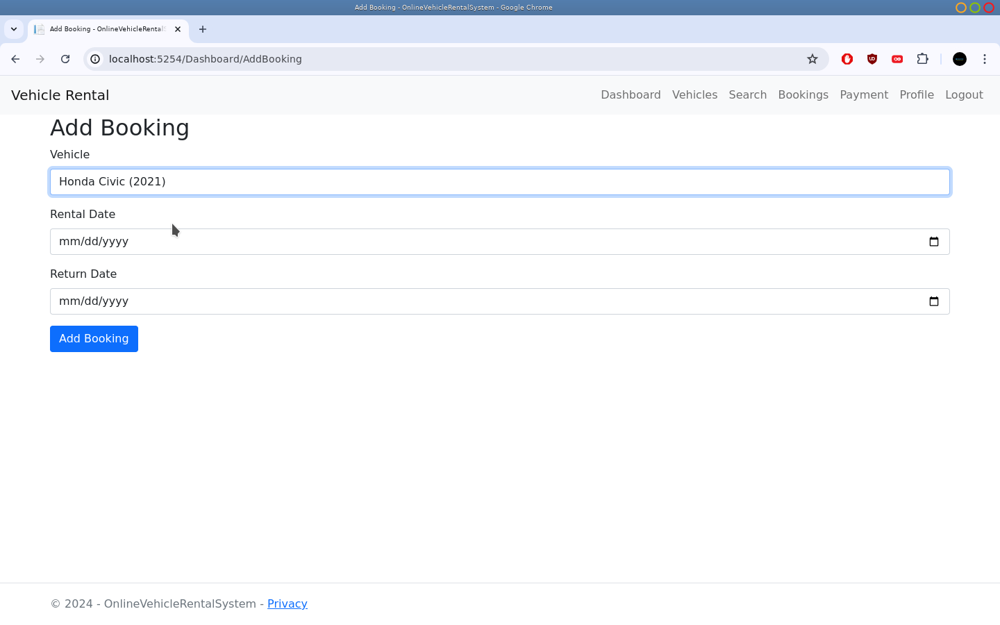 Add Booking - OnlineVehicleRentalSystem - Google Chrome
Add Booking - OnlineVehicleRentalS
localhost:5254/Dashboard/AddBooking
Vehicle Rental
Dashboard Vehicles Search Bookings Payment Profile Logout
Add Booking
Vehicle
Honda Civic (2021)
Rental Date
mm/dd/yyyy
Return Date
mm/dd/yyyy
Add Booking
© 2024 - OnlineVehicleRentalSystem - Privacy